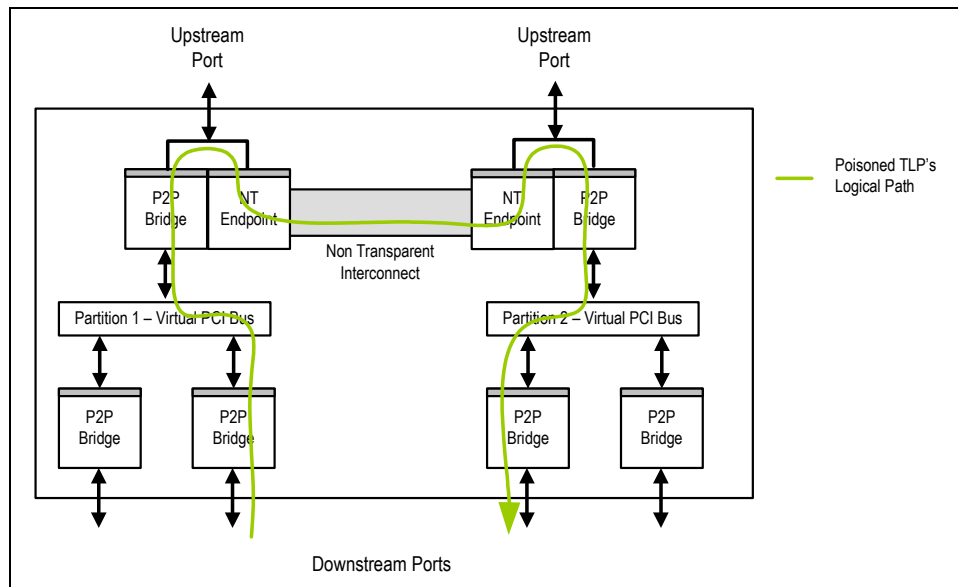 Upstream
Port
Upstream
Port
P2P
Bridge
NT
Endpoint
NT
Endpoint
P2P
Bridge
Poisoned TLP's
Logical Path
Non Transparent
Interconnect
Partition 1 – Virtual PCI Bus
Partition 2 – Virtual PCI Bus
P2P
Bridge
P2P
Bridge
P2P
Bridge
P2P
Bridge
Downstream Ports